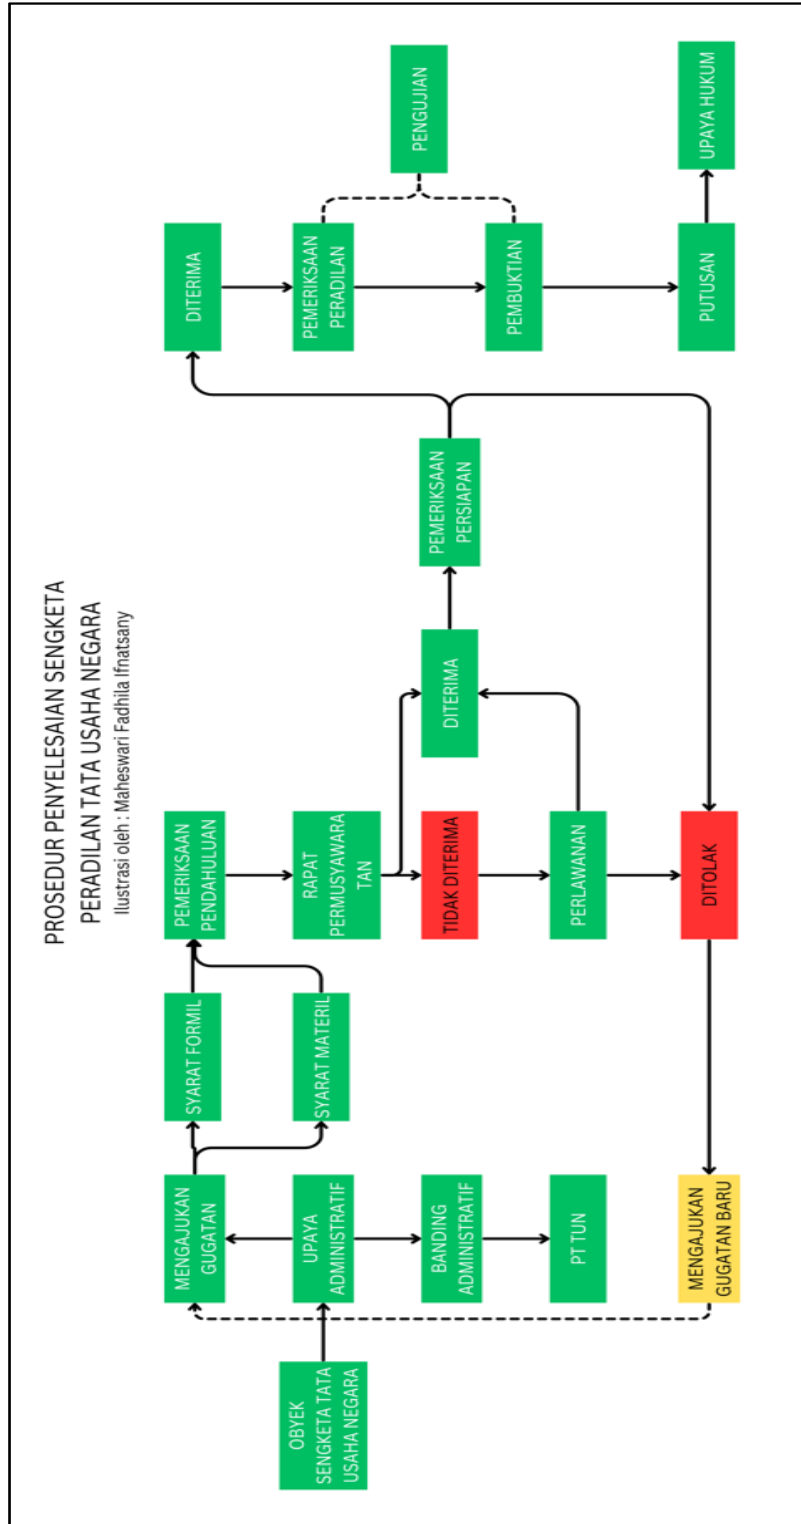 PROSEDUR PENYELESAIAN SENGKETA
PERADILAN TATA USAHA NEGARA
Ilustrasi oleh : Maheswari Fadhila Ifnatsany
OBYEK
SENGKETA TATA
USAHA NEGARA
MENGAJUKAN
GUGATAN
UPAYA
ADMINISTRATIF
BANDING
ADMINISTRATIF
PT TUN
MENGAJUKAN
GUGATAN BARU
SYARAT FORMIL
SYARAT MATERIL
PEMERIKSAAN
PENDAHULUAN
RAPAT
PERMUSYAWARA
TAN
TIDAK DITERIMA
PERLAWANAN
DITOLAK
DITERIMA
PEMERIKSAAN
PERSIAPAN
DITERIMA
PEMERIKSAAN
PERADILAN
PEMBUKTIAN
PUTUSAN
PENGUJIAN
UPAYA HUKUM